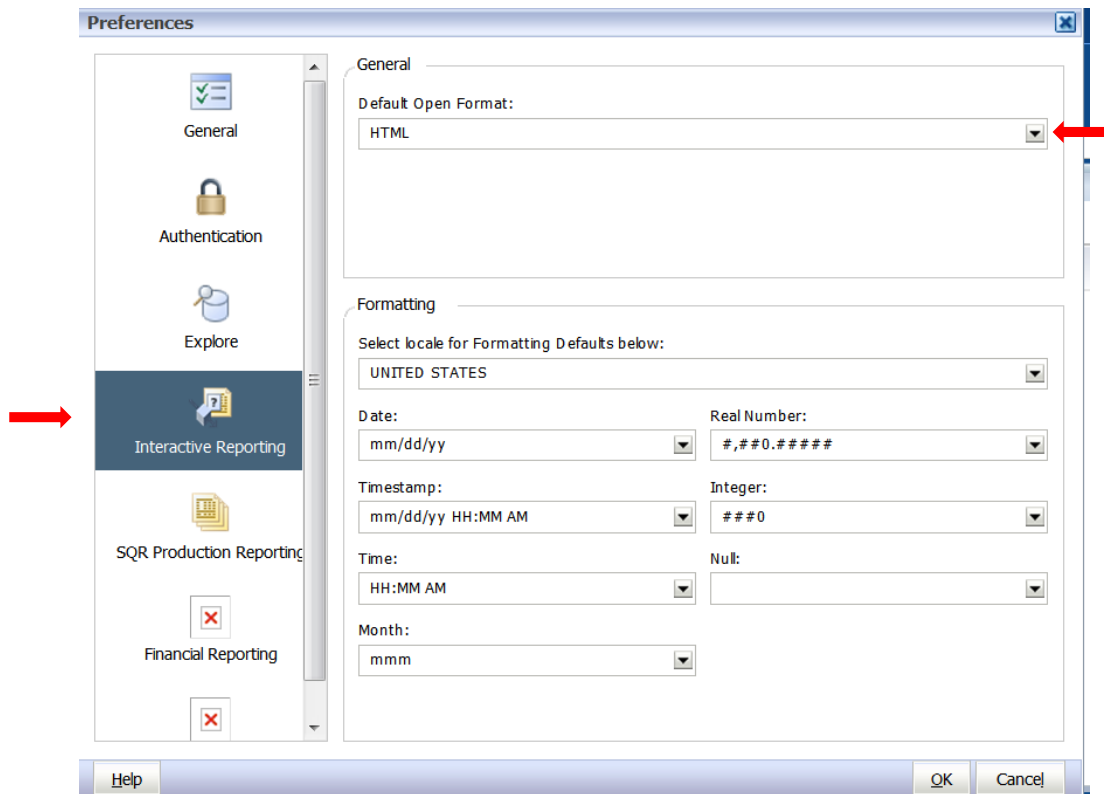 Preferences
General
Authentication
Explore
Interactive Reporting
SQR Production Reporting
Financial Reporting
General
Default Open Format:
HTML
Formatting
Select locale for Formatting Defaults below:
UNITED STATES
Date:
mm/dd/yy
Real Number:
#,##0.#####
Timestamp:
mm/dd/yy HH:MM AM
Integer:
###0
Time:
HH:MM AM
Null:
Month:
mmm
Help
OK
Cancel